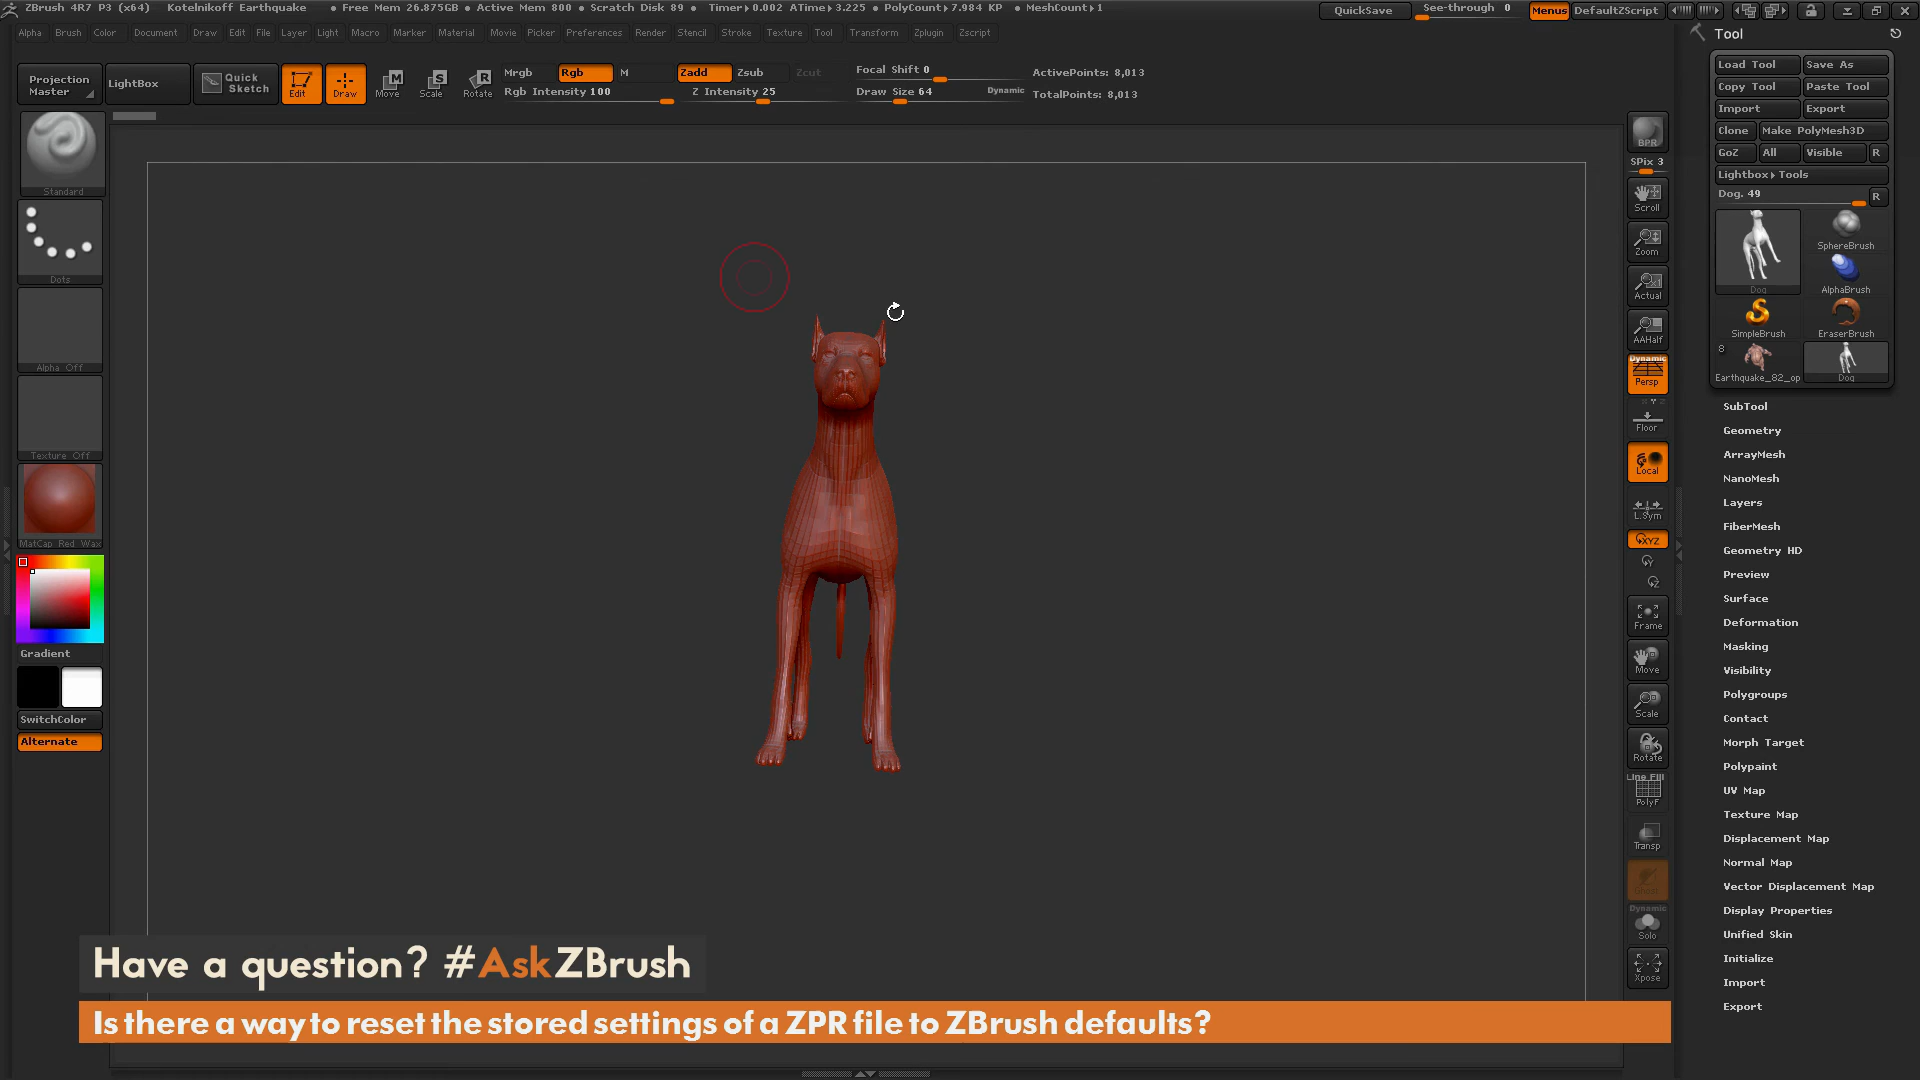 ZBrush 4R7 P3 (x64) Kotelnikoff Earthquake • Free Mem 26.875GB • Active Mem 800 • Scratch Disk 89 • Timer▸0.002 ATime▸3.225 • PolyCount▸7.984 KP • MeshCount▸1 QuickSave See-through 0 Menus DefaultZScript
Alpha Brush Color Document Draw Edit File Layer Light Macro Marker Material Movie Picker Preferences Render Stencil Stroke Texture Tool Transform Zplugin Zscript
Projection Master
LightBox
Quick Sketch
Edit
Draw
Move
Scale
Rotate
Mrgb Rgb M
Rgb Intensity 100
Zadd Zsub Zcut
Z Intensity 25
Focal Shift 0
Draw Size 64
Dynamic
ActivePoints: 8,013
TotalPoints: 8,013
Standard
Dots
Alpha Off
Texture Off
MatCap Red Wax
Gradient
SwitchColor
Alternate
BPR
SPix 3
Scroll
Zoom
Actual
AAHalf
Dynamic
Persp
Floor
Local
L.Sym
XYZ
Y
Z
Frame
Move
Scale
Rotate
Line Fill
PolyF
Transp
Ghost
Dynamic
Solo
Xpose
Tool
Load Tool Save As
Copy Tool Paste Tool
Import Export
Clone Make PolyMesh3D
GoZ All Visible R
Lightbox▸Tools
Dog. 49 R
Dog
SphereBrush
AlphaBrush
SimpleBrush
EraserBrush
8
Earthquake_82_op
Dog
SubTool
Geometry
ArrayMesh
NanoMesh
Layers
FiberMesh
Geometry HD
Preview
Surface
Deformation
Masking
Visibility
Polygroups
Contact
Morph Target
Polypaint
UV Map
Texture Map
Displacement Map
Normal Map
Vector Displacement Map
Display Properties
Unified Skin
Initialize
Import
Export
Have a question? #AskZBrush
Is there a way to reset the stored settings of a ZPR file to ZBrush defaults?